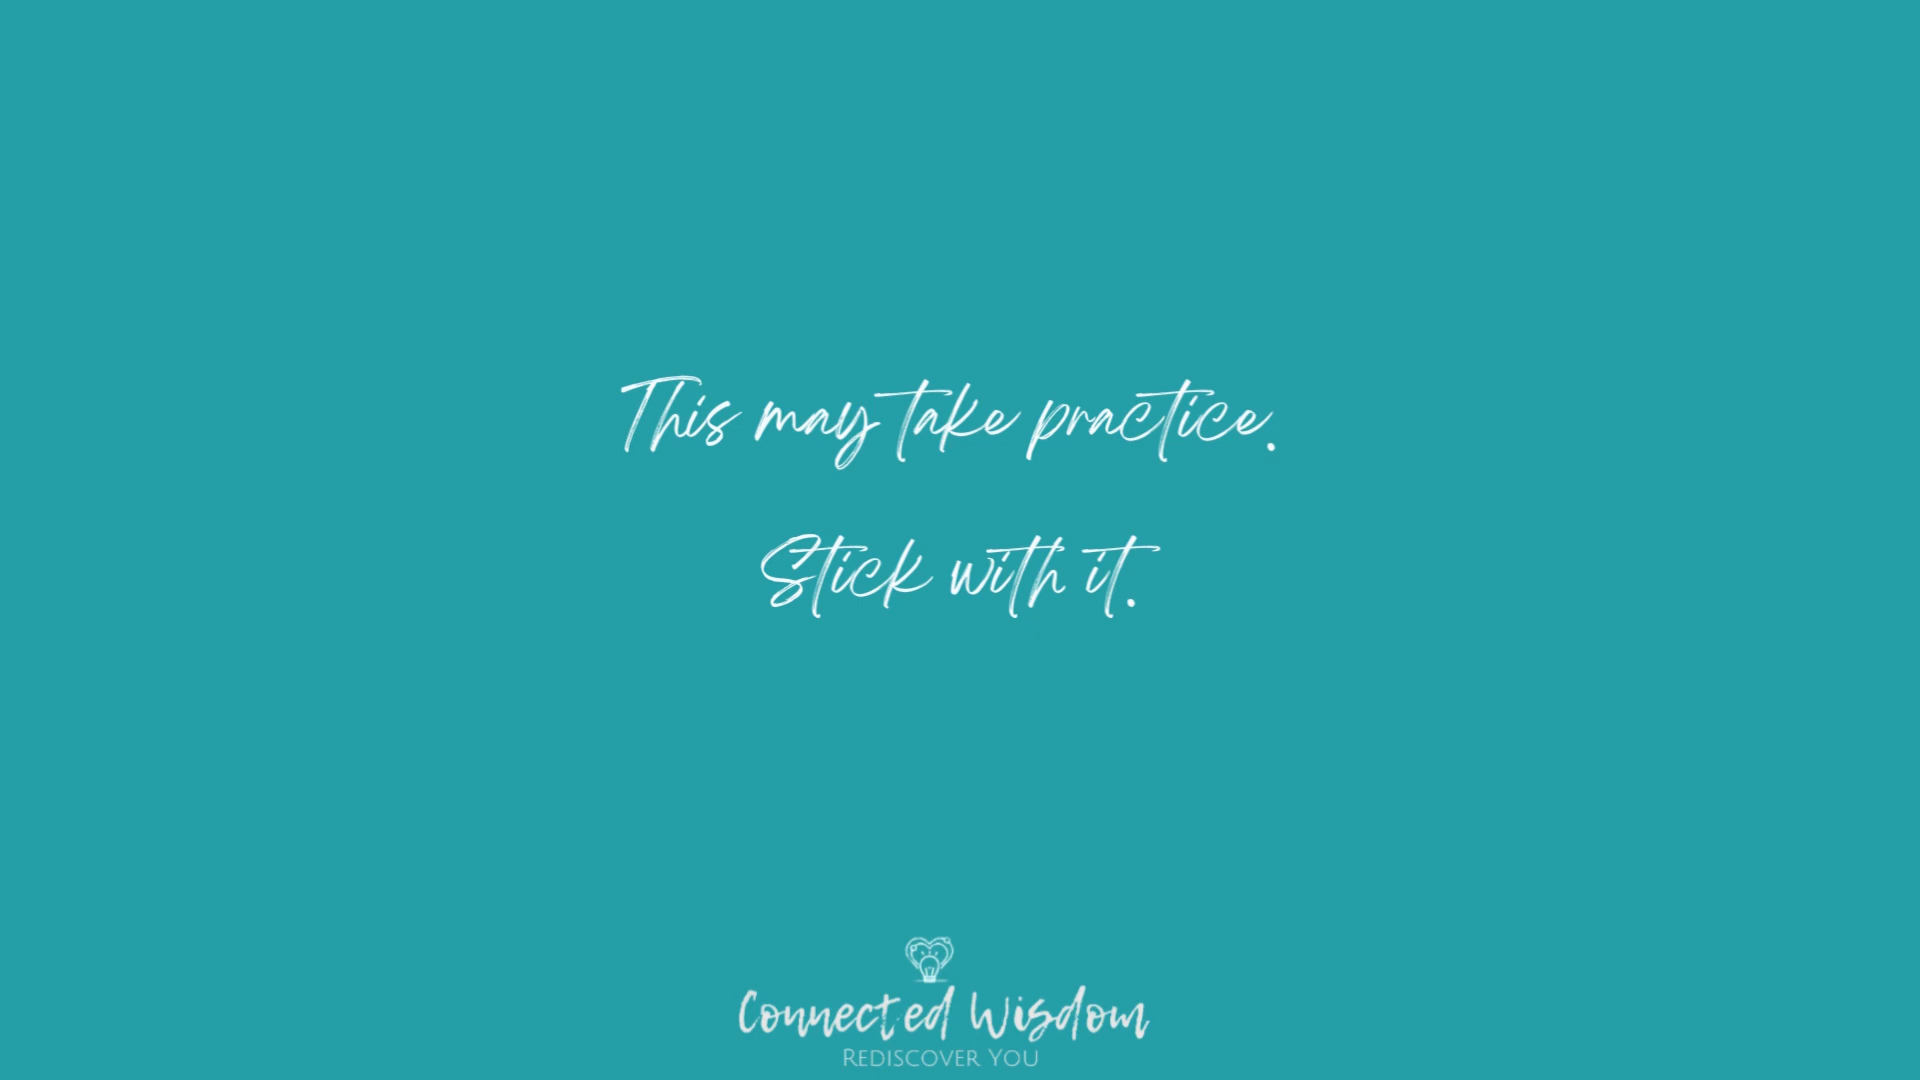 This may take practice.
Stick with it.
Connected Wisdom
Rediscover You